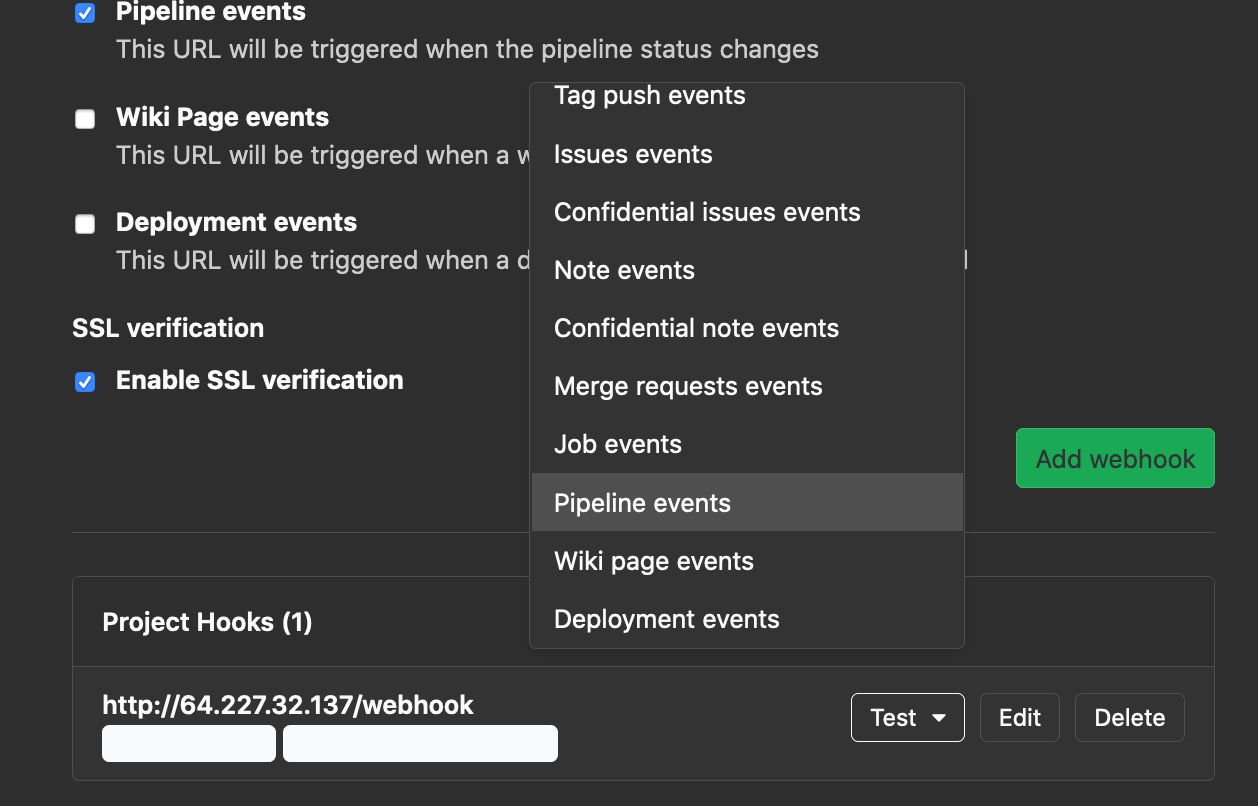 Pipeline events
This URL will be triggered when the pipeline status changes
Wiki Page events
This URL will be triggered when a
Deployment events
This URL will be triggered when a
SSL verification
Enable SSL verification
Tag push events
Issues events
Confidential issues events
Note events
Confidential note events
Merge requests events
Job events
Pipeline events
Wiki page events
Deployment events
Add webhook
Project Hooks (1)
http://64.227.32.137/webhook
Test
Edit
Delete